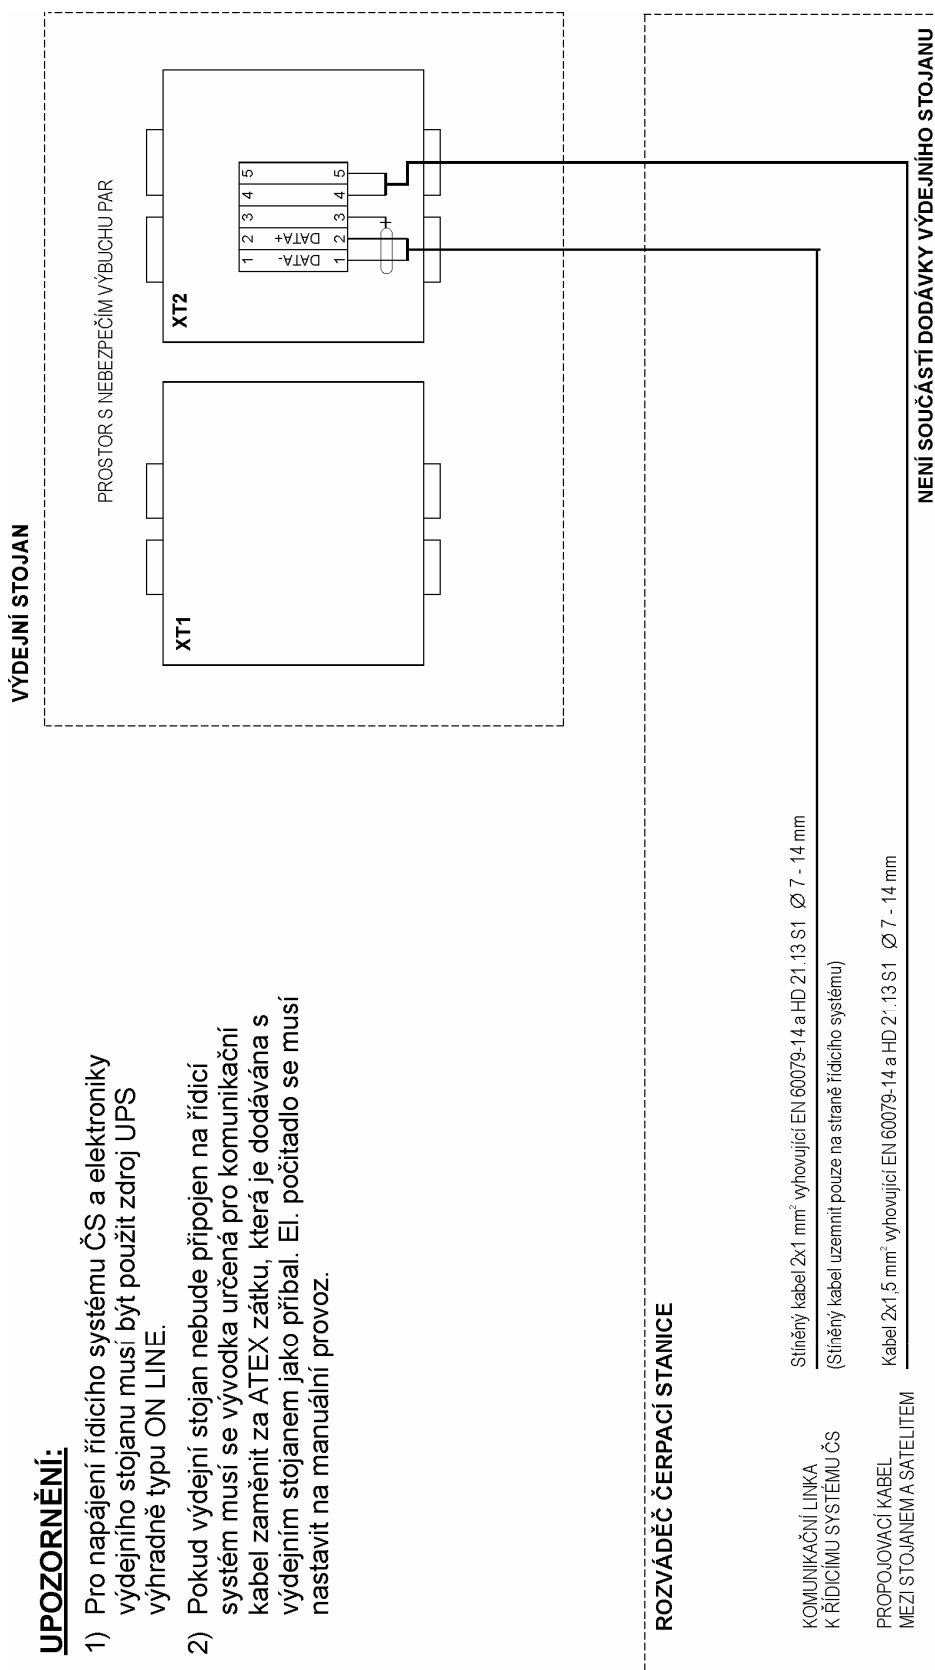 UPOZORNĚNÍ:
1) Pro napájení řídicího systému ČS a elektroniky
výdejního stojanu musí být použit zdroj UPS
výhradně typu ON LINE.
2) Pokud výdejní stojan nebude připojen na řídicí
systém musí se vývodka určená pro komunikační
kabel zaměnit za ATEX zátku, která je dodávána s
výdejním stojanem jako příbal. El. počitadlo se musí
nastavit na manuální provoz.
VÝDEJNÍ STOJAN
PROSTOR S NEBEZPEČÍM VÝBUCHU PAR
XT1
XT2
1 DATA- 1
2 DATA+ 2
3 3
4 4
5 5
ROZVÁDĚČ ČERPACÍ STANICE
KOMUNIKAČNÍ LINKA
K ŘÍDICÍMU SYSTÉMU ČS
Stíněný kabel 2x1 mm² vyhovující EN 60079-14 a HD 21.13 S1 Ø 7 - 14 mm
(Stíněný kabel uzemnit pouze na straně řídicího systému)
PROPOJOVACÍ KABEL
MEZI STOJANEM A SATELITEM
Kabel 2x1,5 mm² vyhovující EN 60079-14 a HD 21.13 S1 Ø 7 - 14 mm
NENÍ SOUČÁSTÍ DODÁVKY VÝDEJNÍHO STOJANU